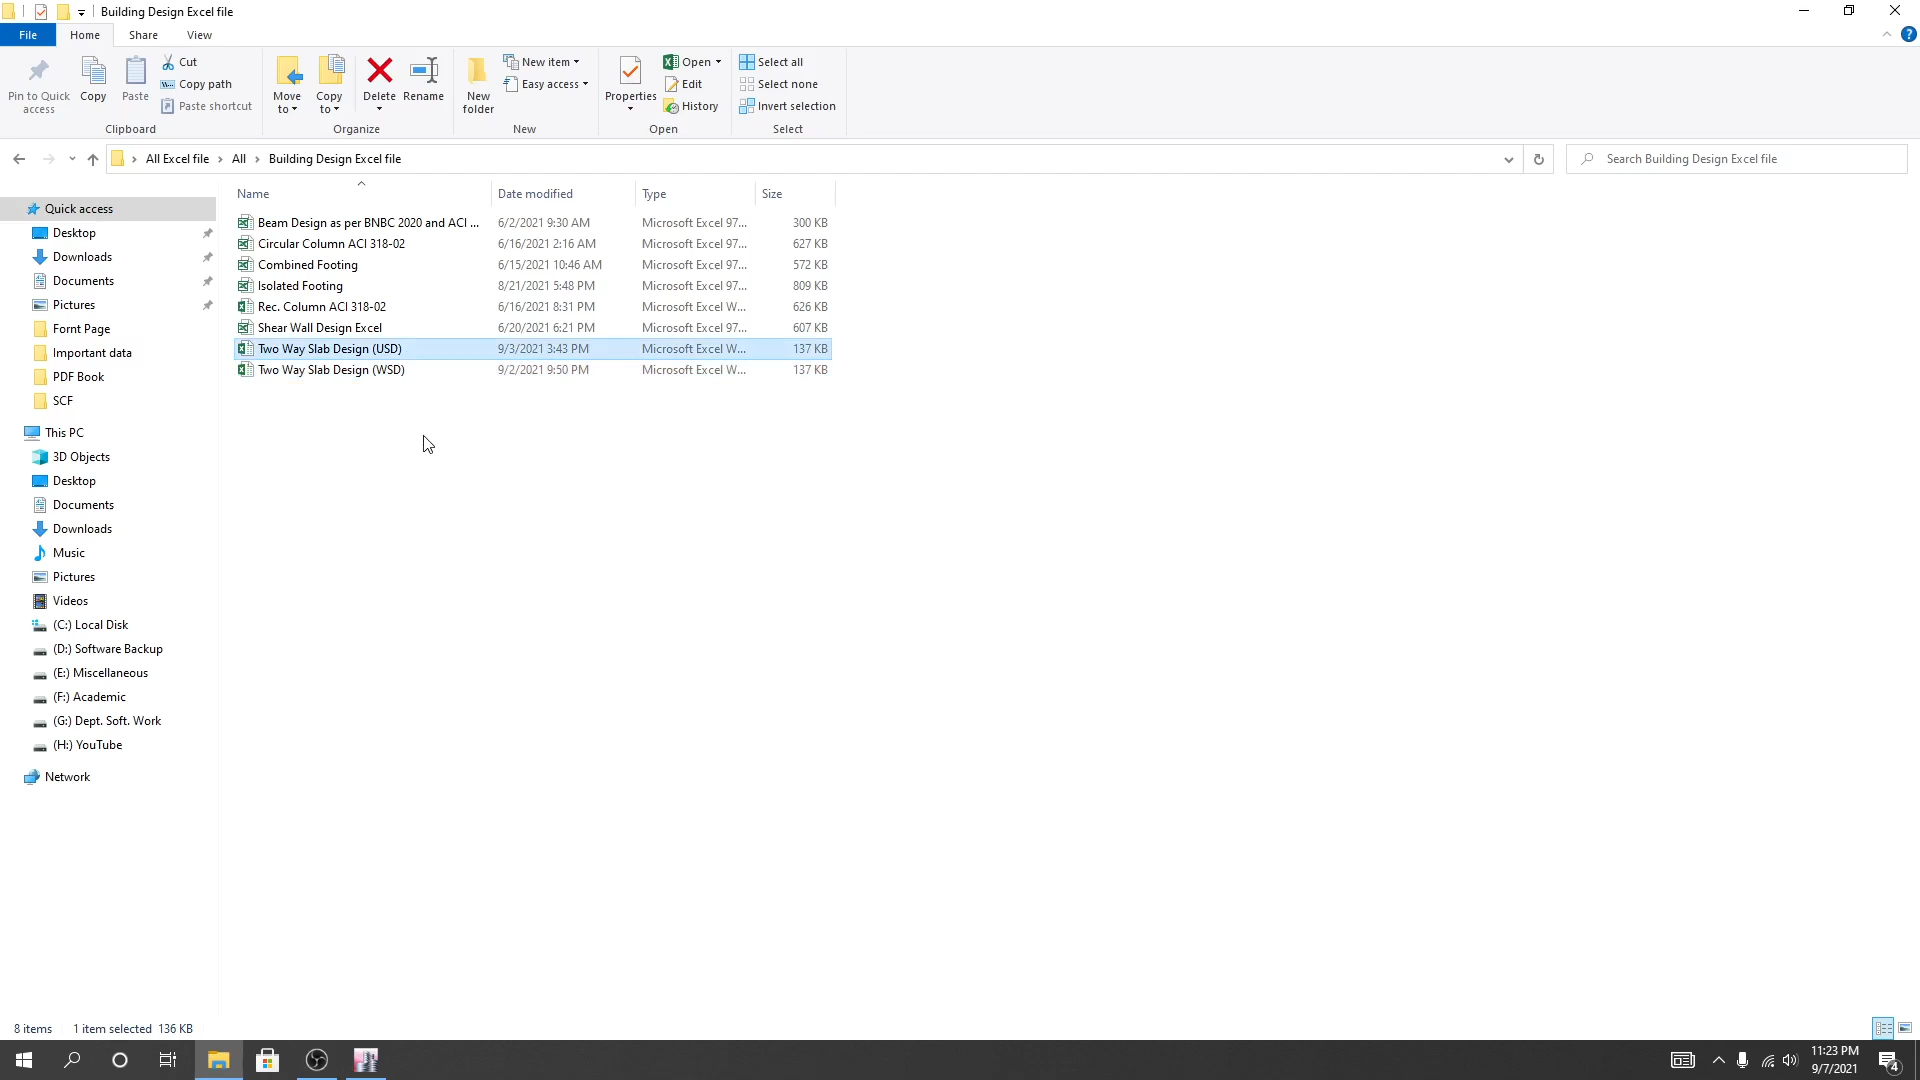 Building Design Excel file
File Home Share View
Pin to Quick access
Copy
Paste
Cut
Copy path
Paste shortcut
Clipboard
Move to
Copy to
Delete
Rename
Organize
New folder
New item
Easy access
New
Properties
Open
Edit
History
Open
Select all
Select none
Invert selection
Select
All Excel file > All > Building Design Excel file
Search Building Design Excel file
Name Date modified Type Size
Beam Design as per BNBC 2020 and ACI ... 6/2/2021 9:30 AM Microsoft Excel 97... 300 KB
Circular Column ACI 318-02 6/16/2021 2:16 AM Microsoft Excel 97... 627 KB
Combined Footing 6/15/2021 10:46 AM Microsoft Excel 97... 572 KB
Isolated Footing 8/21/2021 5:48 PM Microsoft Excel 97... 809 KB
Rec. Column ACI 318-02 6/16/2021 8:31 PM Microsoft Excel W... 626 KB
Shear Wall Design Excel 6/20/2021 6:21 PM Microsoft Excel 97... 607 KB
Two Way Slab Design (USD) 9/3/2021 3:43 PM Microsoft Excel W... 137 KB
Two Way Slab Design (WSD) 9/2/2021 9:50 PM Microsoft Excel W... 137 KB
Quick access
Desktop
Downloads
Documents
Pictures
Fornt Page
Important data
PDF Book
SCF
This PC
3D Objects
Desktop
Documents
Downloads
Music
Pictures
Videos
(C:) Local Disk
(D:) Software Backup
(E:) Miscellaneous
(F:) Academic
(G:) Dept. Soft. Work
(H:) YouTube
Network
8 items 1 item selected 136 KB
11:23 PM
9/7/2021
4